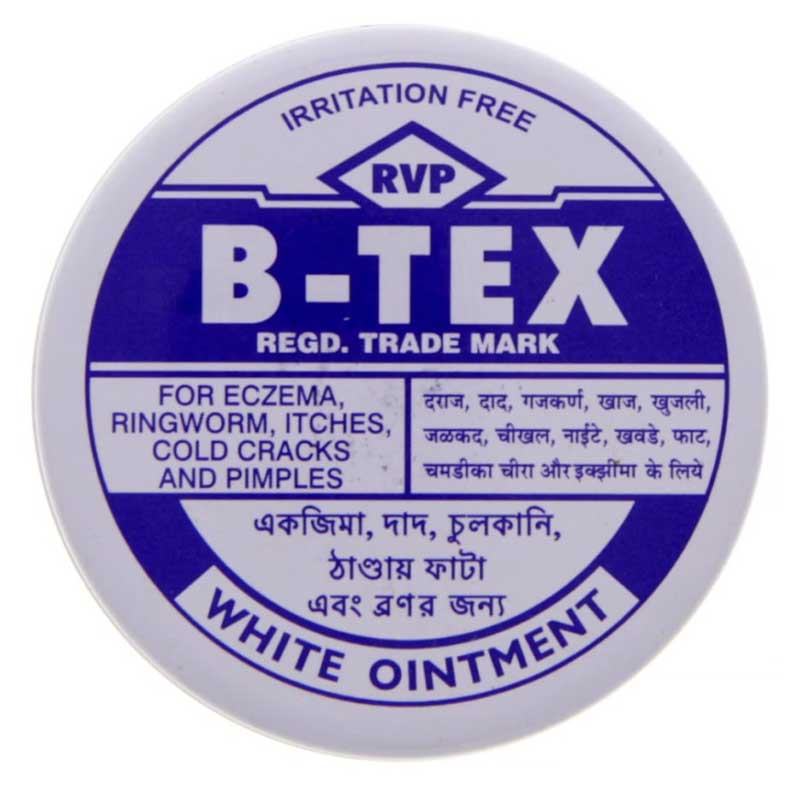 IRRITATION FREE
RVP
B-TEX
REGD. TRADE MARK
FOR ECZEMA,
RINGWORM, ITCHES,
COLD CRACKS
AND PIMPLES
दराज, दाद, गजकर्ण, खाज, खुजली,
जळकद, चीखल, नाईटे, खवडे, फाट,
चमडीका चीरा और इक्झीमा के लिये
একজিমা, দাদ, চুলকানি,
ঠাণ্ডায় ফাটা
এবং ব্রণর জন্য
WHITE OINTMENT